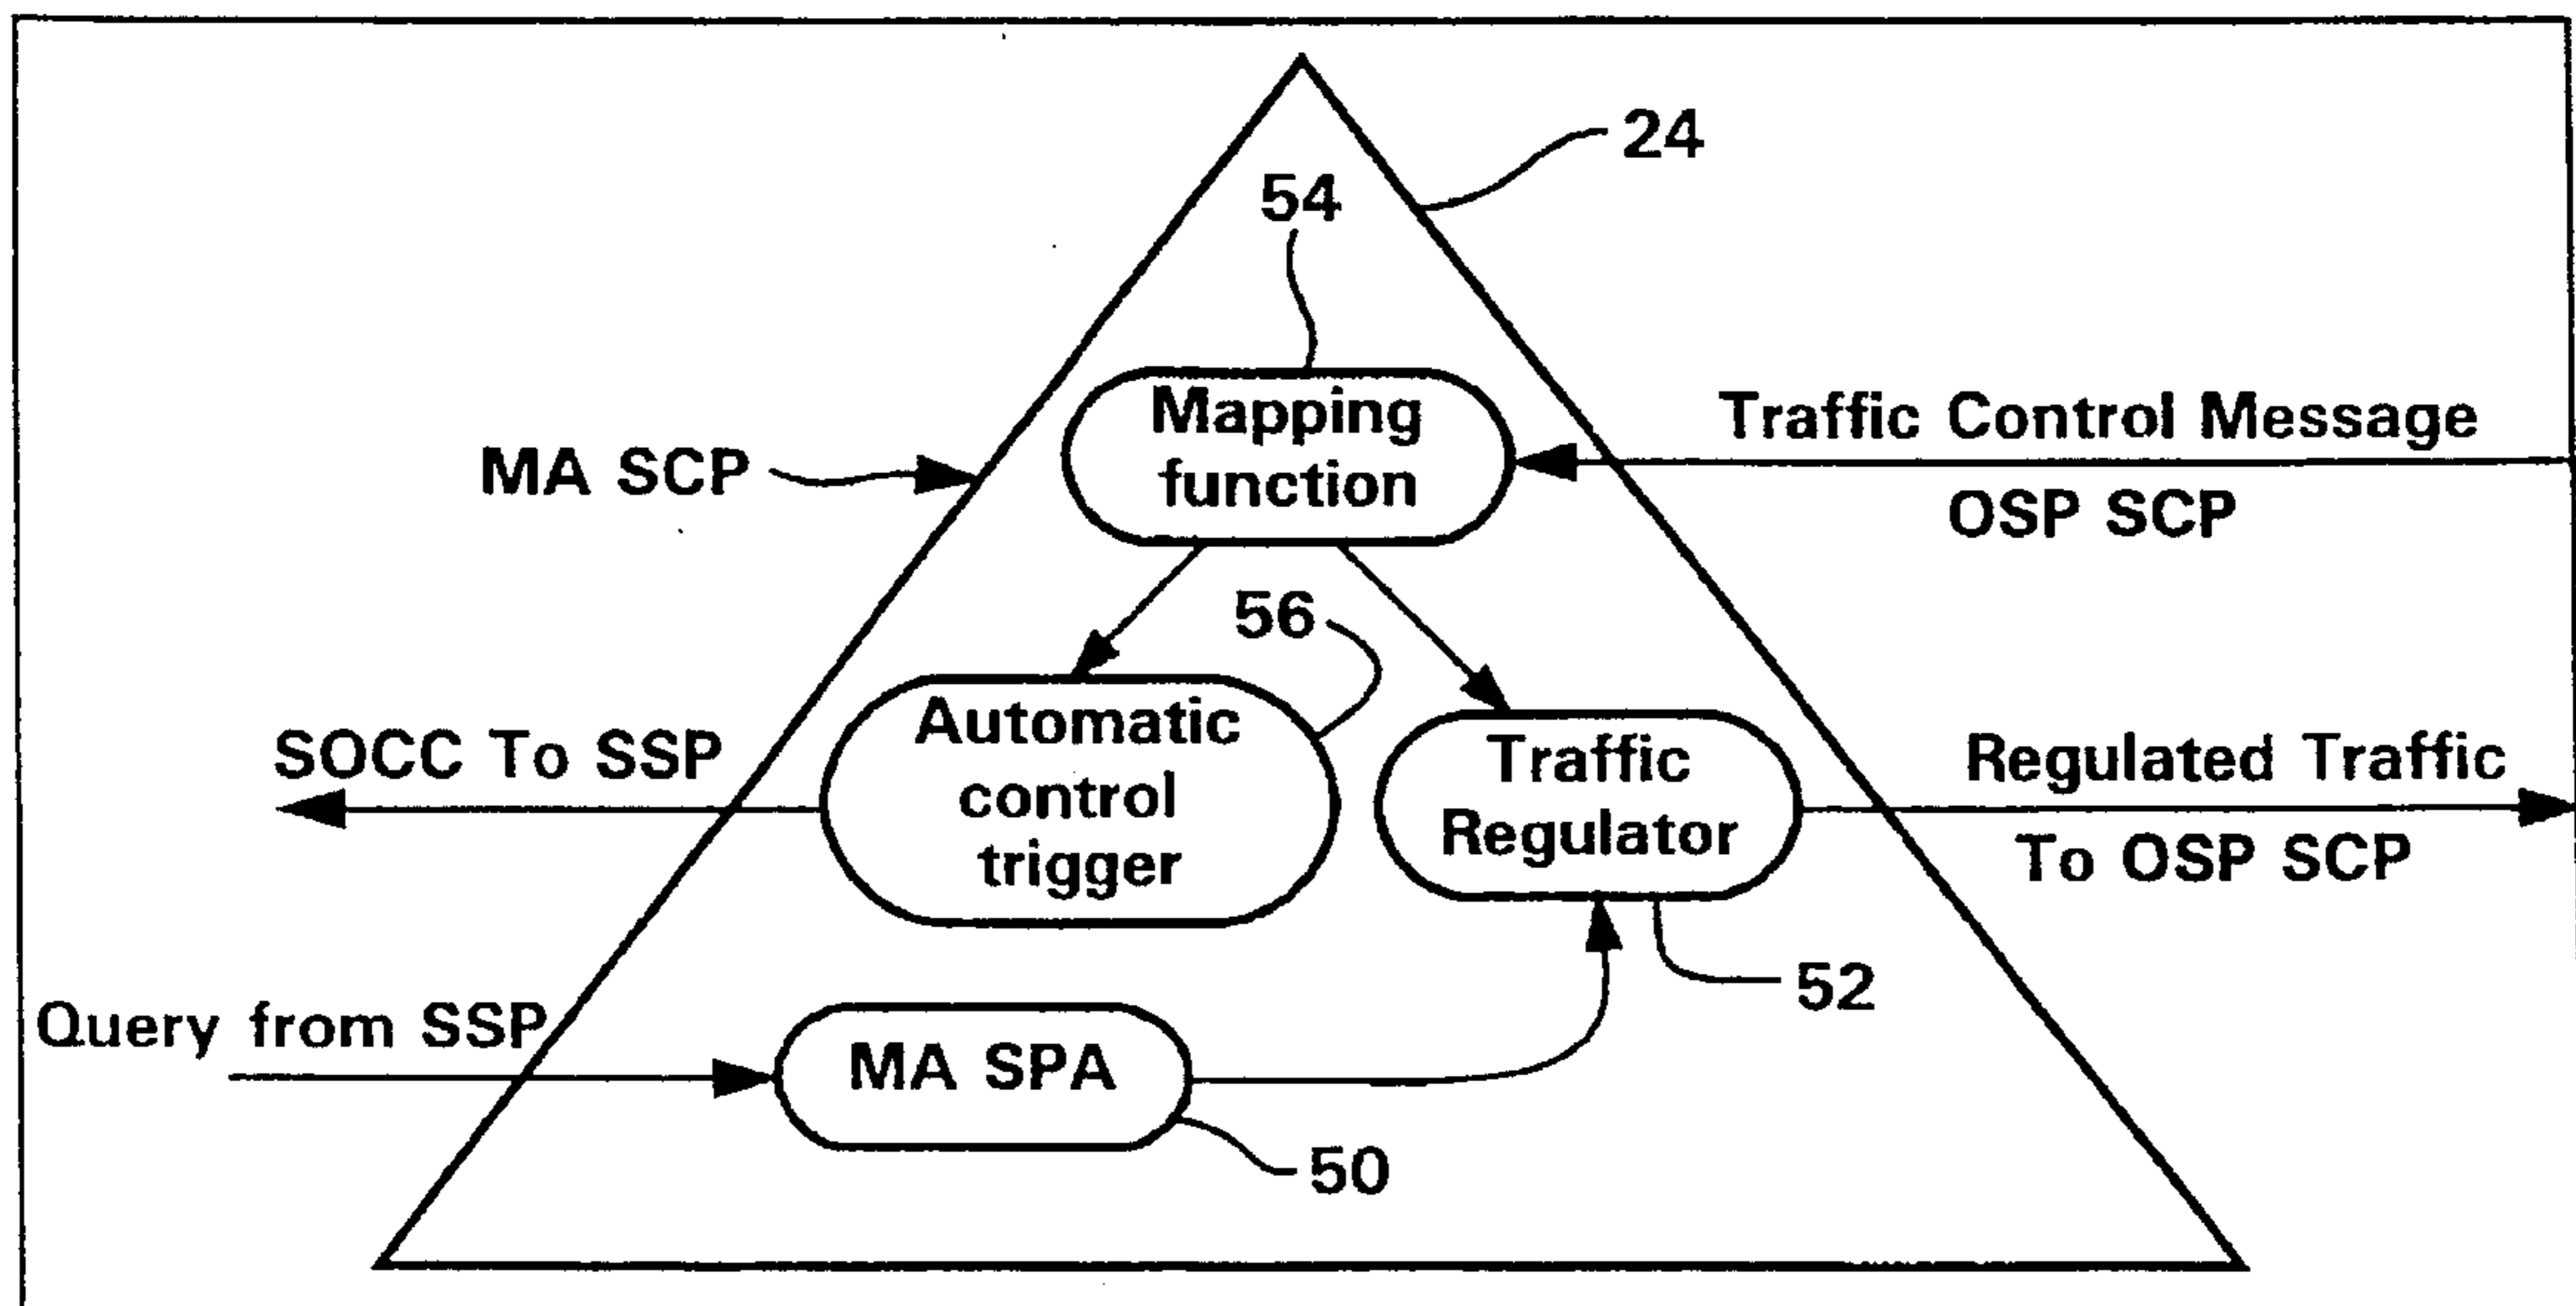 24
54
Mapping
function
Traffic Control Message
OSP SCP
MA SCP
56
Automatic
control
trigger
SOCC To SSP
Traffic
Regulator
Regulated Traffic
To OSP SCP
52
Query from SSP
MA SPA
50